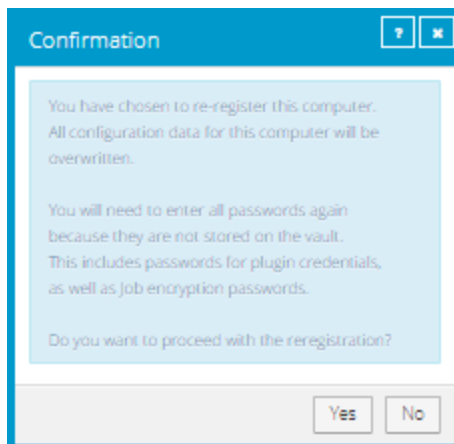 Confirmation
?
×
You have chosen to re-register this computer.
All configuration data for this computer will be
overwritten.
You will need to enter all passwords again
because they are not stored on the vault.
This includes passwords for plugin credentials,
as well as Job encryption passwords.
Do you want to proceed with the reregistration?
Yes
No